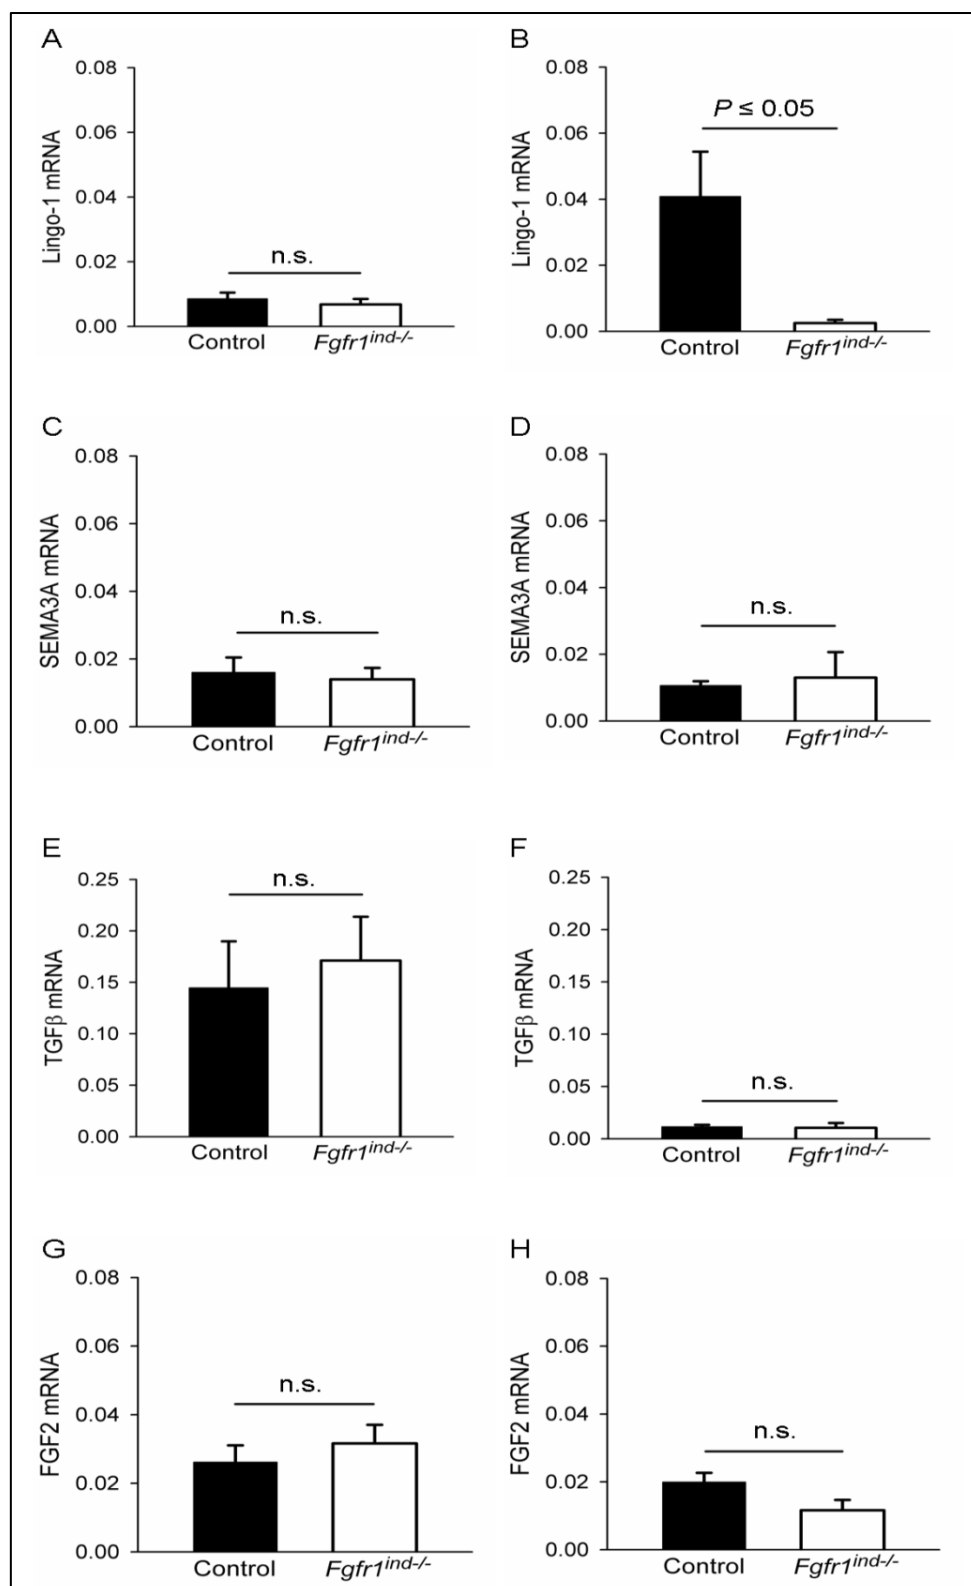 A
Lingo-1 mRNA
0.08
0.06
0.04
0.02
0.00
n.s.
Control
Fgfr1ind-/-
B
Lingo-1 mRNA
0.08
0.06
0.04
0.02
0.00
P ≤ 0.05
Control
Fgfr1ind-/-
C
SEMA3A mRNA
0.08
0.06
0.04
0.02
0.00
n.s.
Control
Fgfr1ind-/-
D
SEMA3A mRNA
0.08
0.06
0.04
0.02
0.00
n.s.
Control
Fgfr1ind-/-
E
TGFβ mRNA
0.25
0.20
0.15
0.10
0.05
0.00
n.s.
Control
Fgfr1ind-/-
F
TGFβ mRNA
0.25
0.20
0.15
0.10
0.05
0.00
n.s.
Control
Fgfr1ind-/-
G
FGF2 mRNA
0.08
0.06
0.04
0.02
0.00
n.s.
Control
Fgfr1ind-/-
H
FGF2 mRNA
0.08
0.06
0.04
0.02
0.00
n.s.
Control
Fgfr1ind-/-